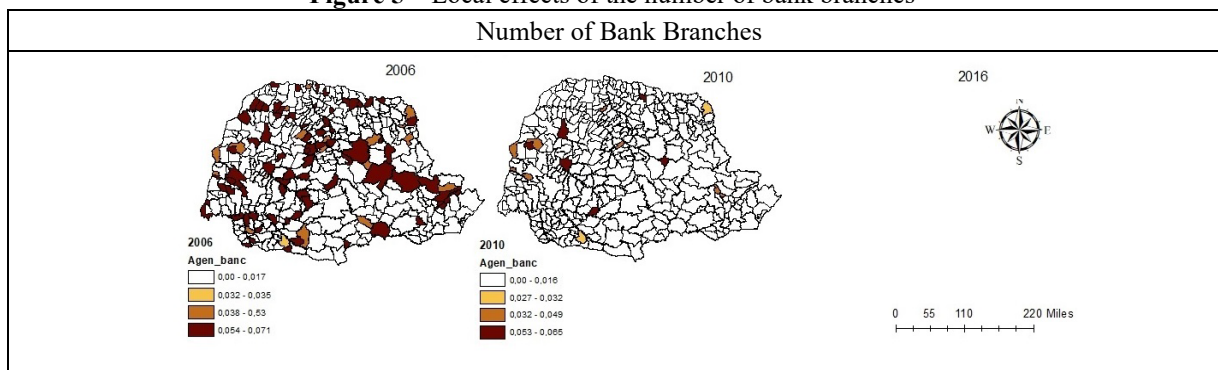 Figure 3 – Local effects of the number of bank branches
Number of Bank Branches
2006
2010
2016
N
W E
S
2006
Agen_banc
0,00 - 0,017
0,032 - 0,035
0,038 - 0,53
0,054 - 0,071
2010
Agen_banc
0,00 - 0,016
0,027 - 0,032
0,032 - 0,049
0,053 - 0,065
0 55 110 220 Miles